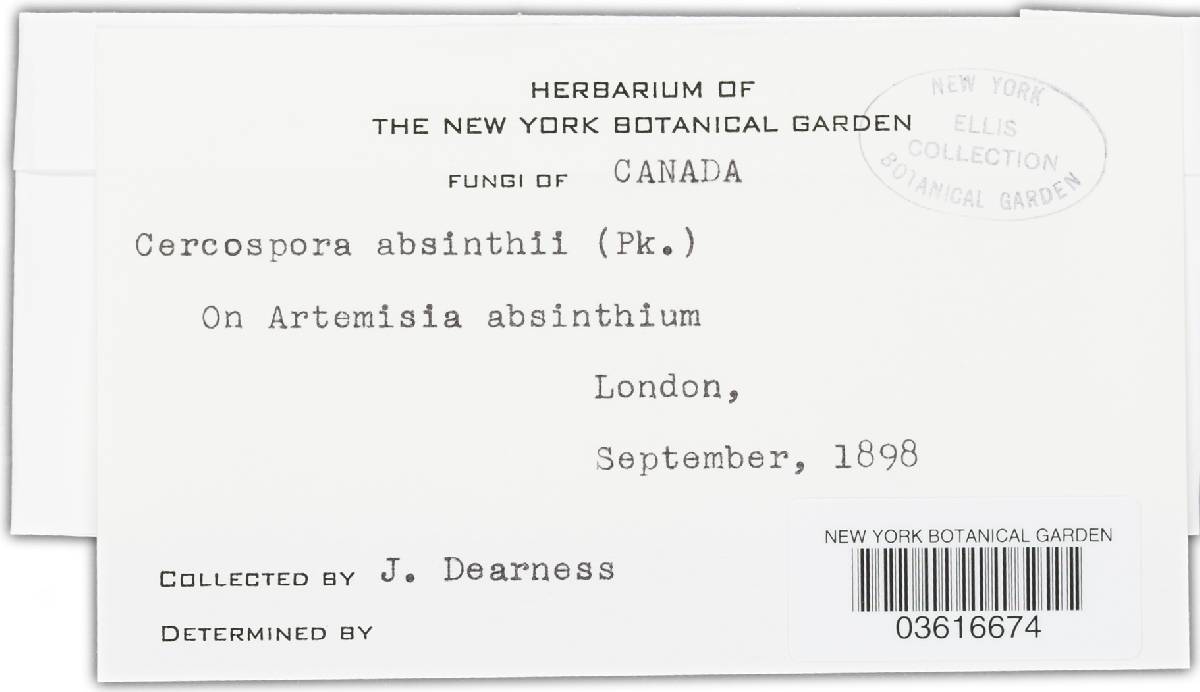 HERBARIUM OF
THE NEW YORK BOTANICAL GARDEN
FUNGI OF CANADA
NEW YORK
ELLIS
COLLECTION
BOTANICAL GARDEN
Cercospora absinthii (Pk.)
On Artemisia absinthium
London,
September, 1898
COLLECTED BY J. Dearness
DETERMINED BY
NEW YORK BOTANICAL GARDEN
03616674